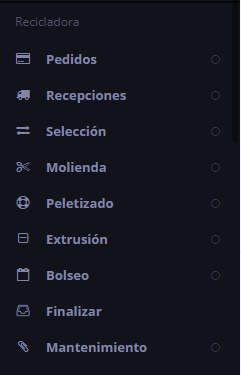 Recicladora
Pedidos
Recepciones
Selección
Molienda
Peletizado
Extrusión
Bolseo
Finalizar
Mantenimiento